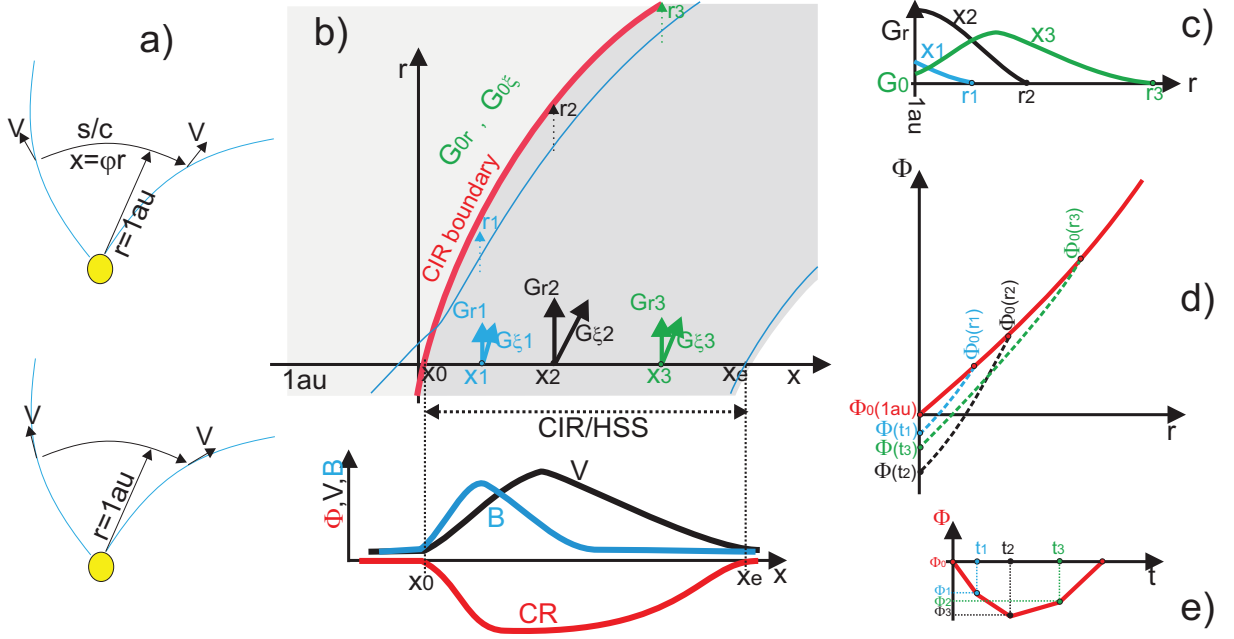 a)
V
s/c
x=φr
V
r=1au
V
V
r=1au
b)
r
G0r , G0ξ
CIR boundary
r1
r2
r3
Gr1
Gξ1
Gr2
Gξ2
Gr3
Gξ3
1au
x0
x1
x2
x3
xe
x
CIR/HSS
Φ,V,B
V
B
x0
xe
x
CR
c)
Gr
G0
x1
x2
x3
1au
r1
r2
r3
r
d)
Φ
Φ0(r3)
Φ0(r2)
Φ0(r1)
Φ0(1au)
Φ(t1)
Φ(t3)
Φ(t2)
r
e)
Φ
Φ0
t1
t2
t3
t
Φ1
Φ2
Φ3